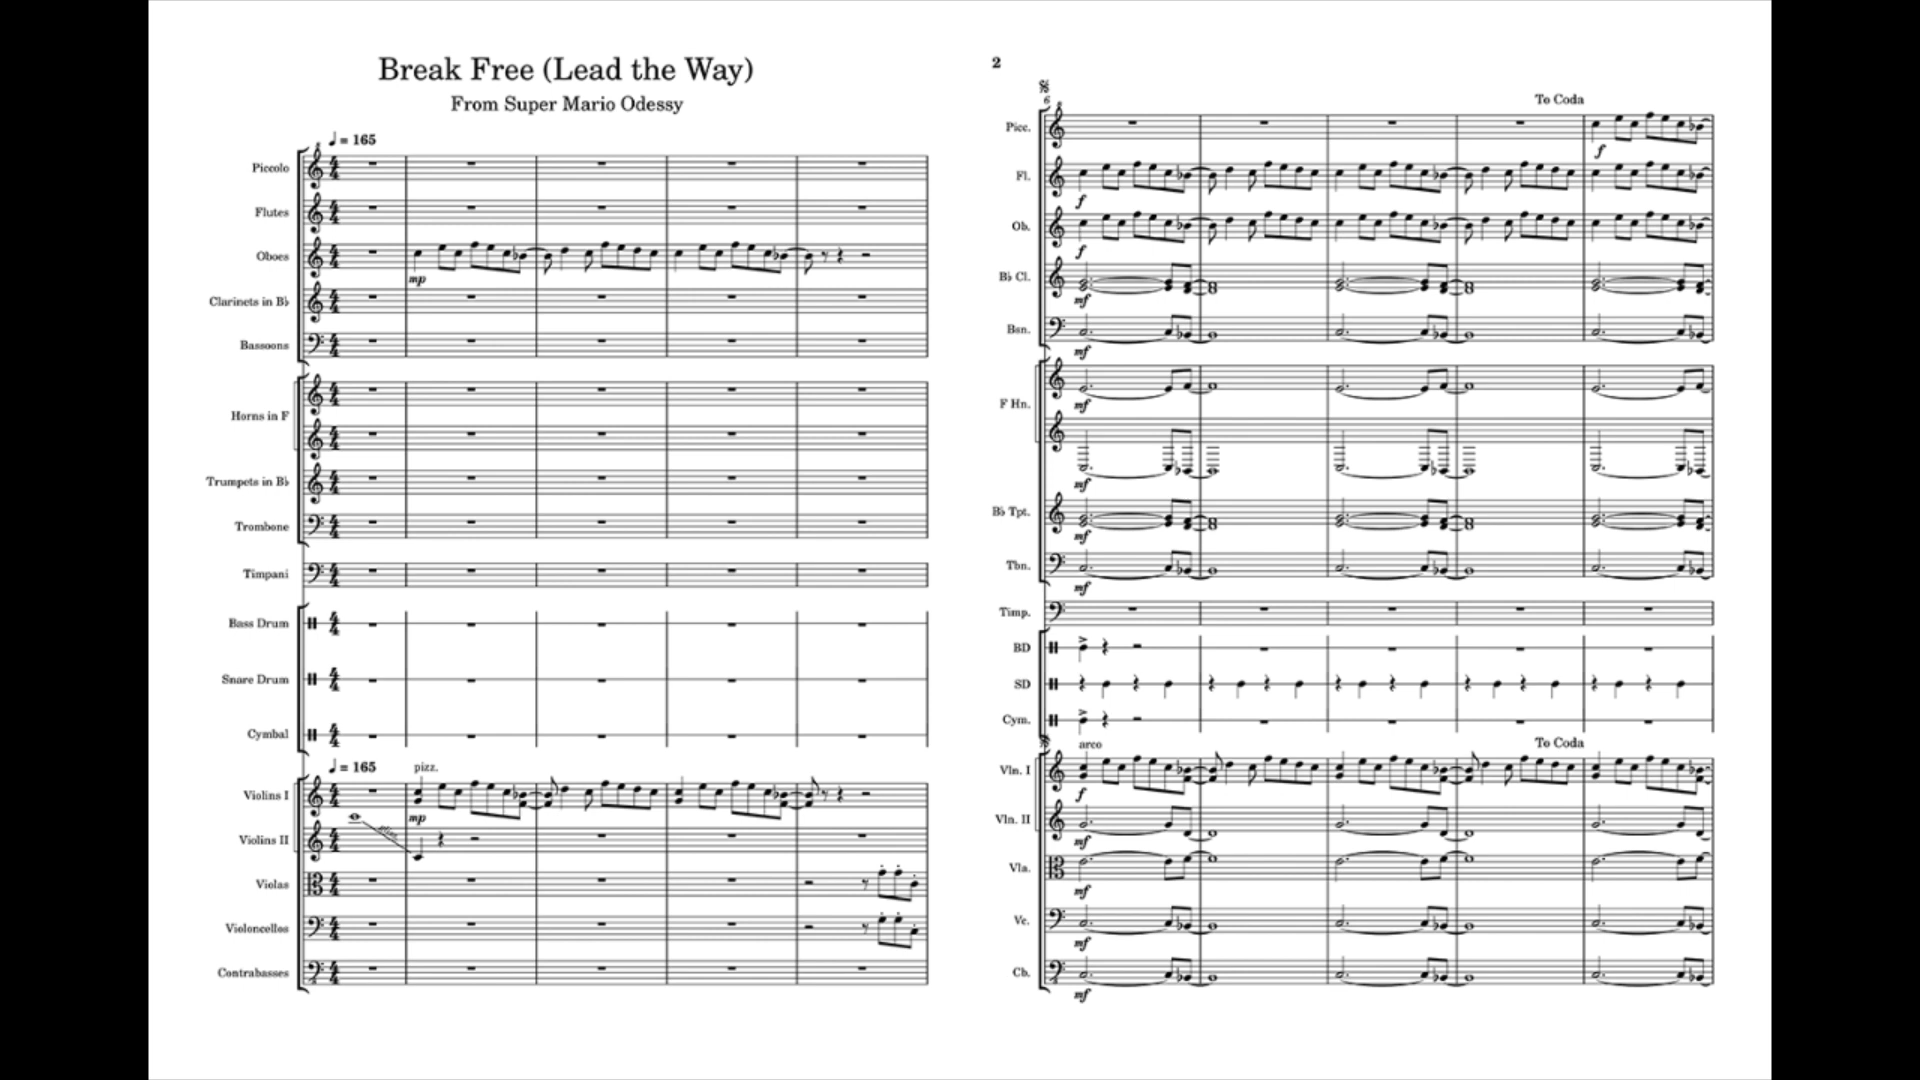 Break Free (Lead the Way)
From Super Mario Odessy
♩ = 165
Piccolo
Flutes
Oboes
mp
Clarinets in B♭
Bassoons
Horns in F
Trumpets in B♭
Trombone
Timpani
Bass Drum
Snare Drum
Cymbal
♩ = 165
pizz.
Violins I
mp
gliss.
Violins II
Violas
Violoncellos
Contrabasses
2
6
To Coda
Picc.
f
Fl.
f
Ob.
f
B♭ Cl.
mf
Bsn.
mf
F Hn.
mf
mf
B♭ Tpt.
mf
Tbn.
mf
Timp.
BD
SD
Cym.
arco
To Coda
Vln. I
f
Vln. II
mf
Vla.
mf
Vc.
mf
Cb.
mf